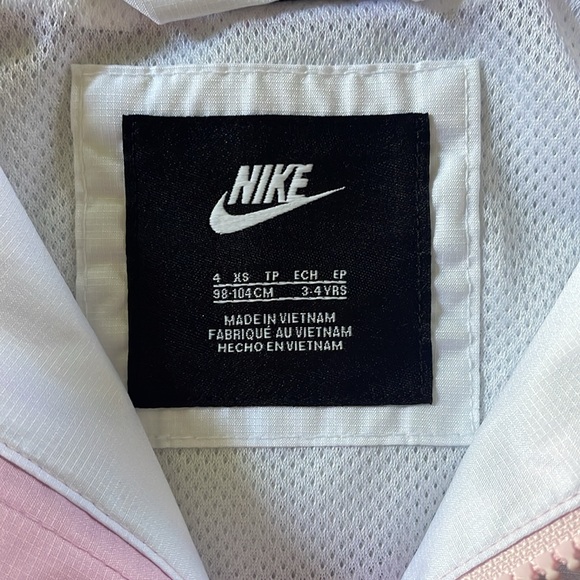 NIKE
4 XS TP ECH EP
98-104CM 3-4YRS
MADE IN VIETNAM
FABRIQUÉ AU VIETNAM
HECHO EN VIETNAM